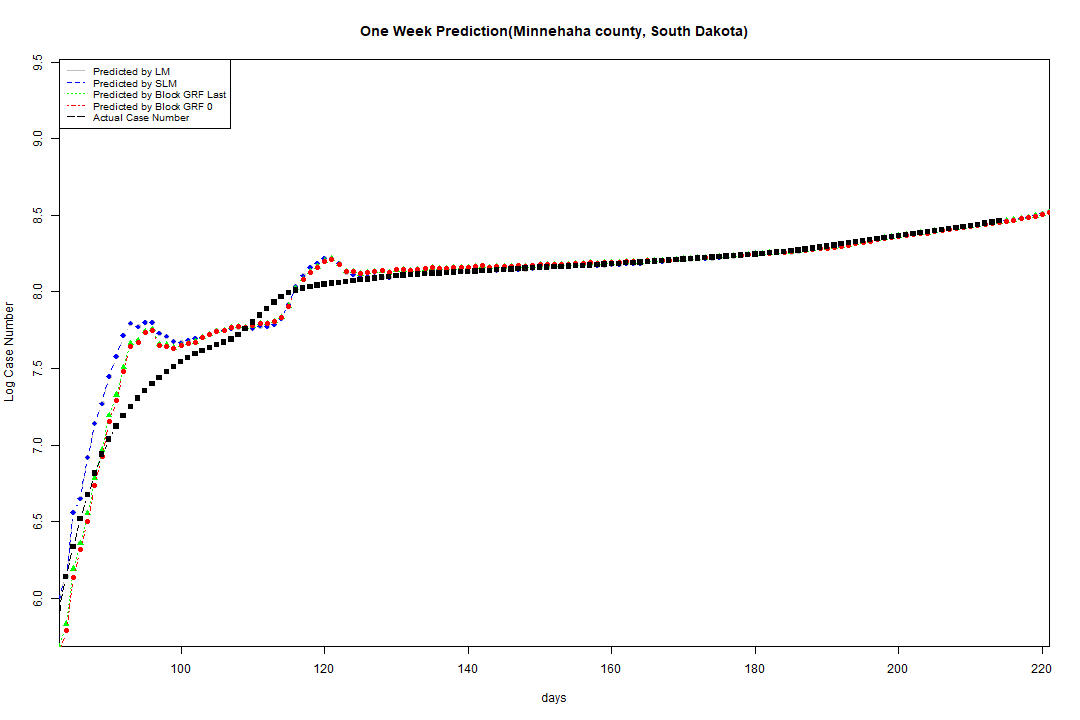 One Week Prediction(Minnehaha county, South Dakota)
Predicted by LM
Predicted by SLM
Predicted by Block GRF Last
Predicted by Block GRF 0
Actual Case Number
Log Case Number
9.5
9.0
8.5
8.0
7.5
7.0
6.5
6.0
100 120 140 160 180 200 220
days